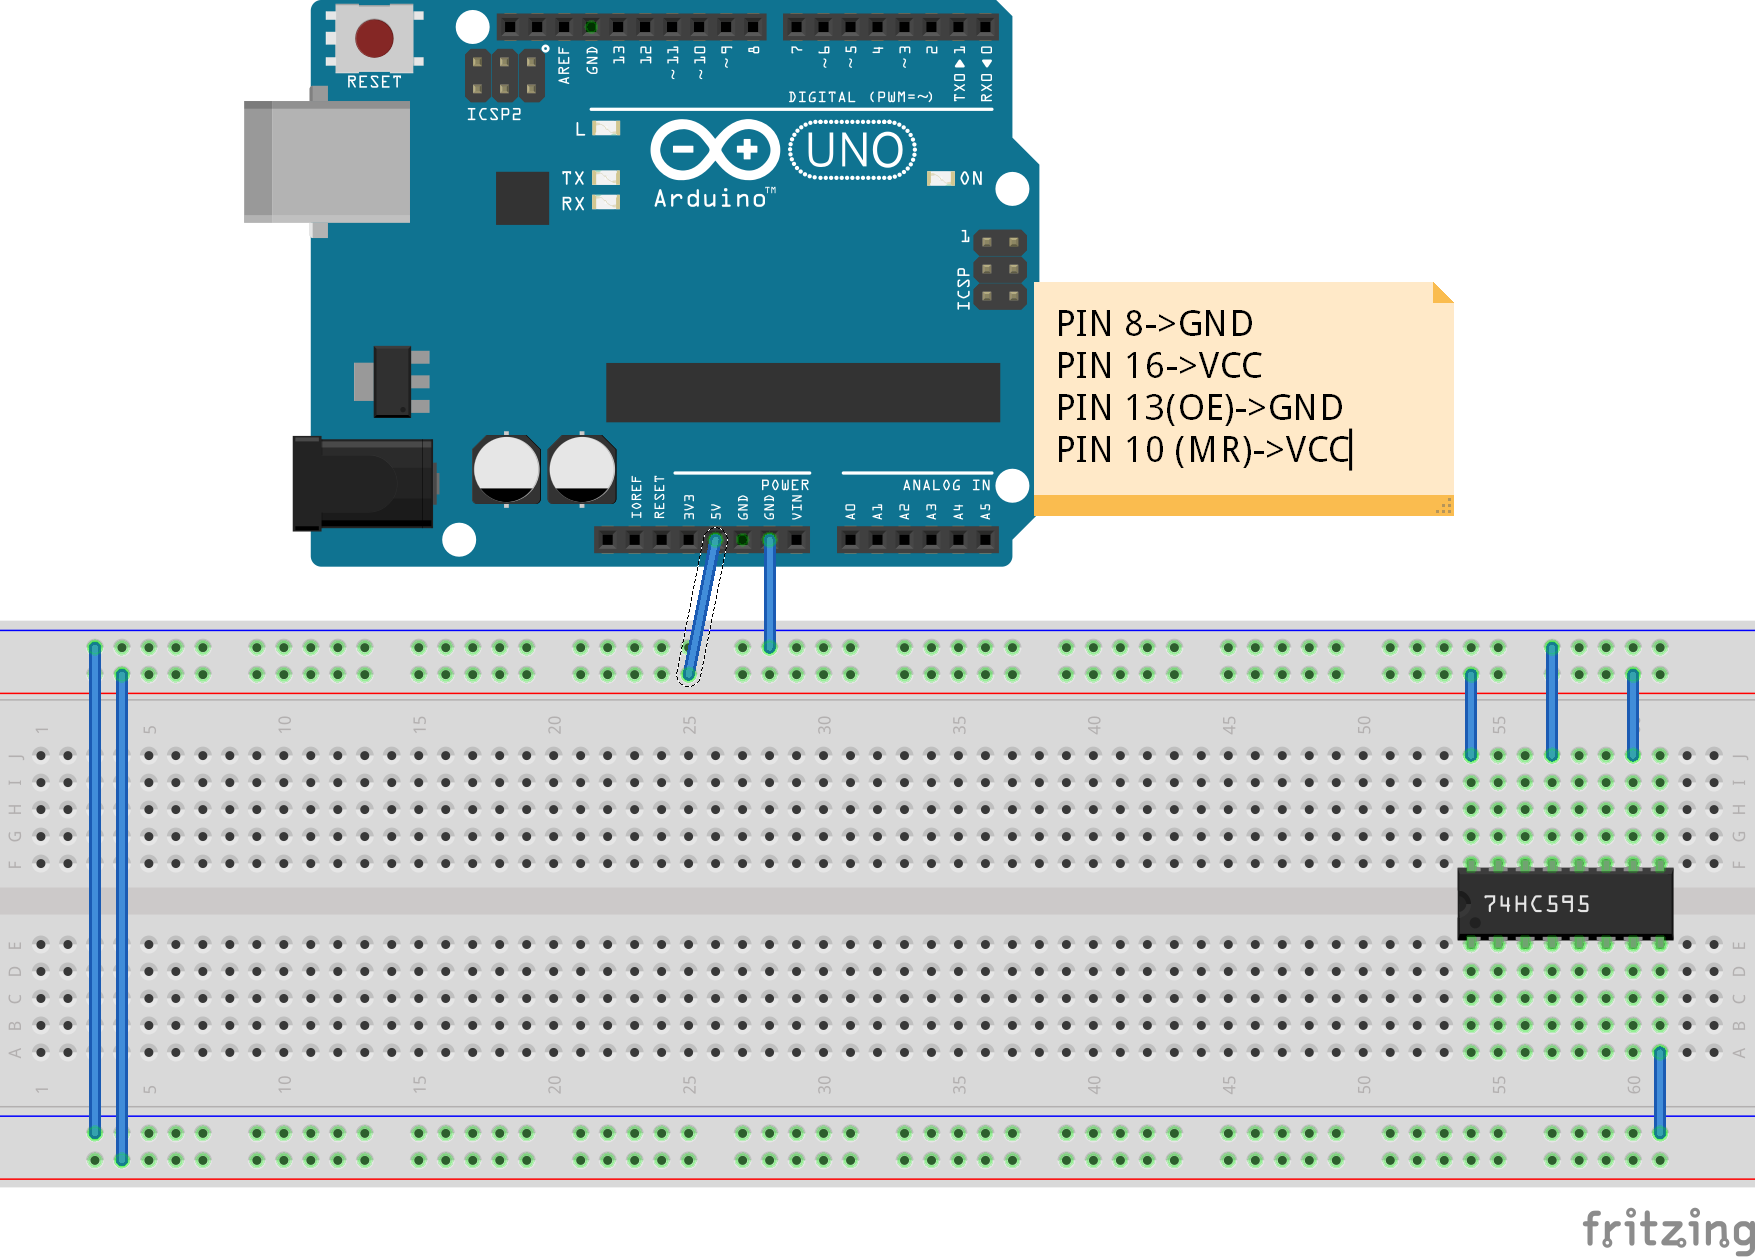 RESET
ICSP2
AREF
GND
13
12
~11
~10
~9
8
7
~6
~5
4
~3
2
TX0▶1
RX0◀0
DIGITAL (PWM=~)
L
TX
RX
UNO
Arduino™
ON
1
ICSP
PIN 8->GND
PIN 16->VCC
PIN 13(OE)->GND
PIN 10 (MR)->VCC
POWER
ANALOG IN
IOREF
RESET
3V3
5V
GND
GND
VIN
A0
A1
A2
A3
A4
A5
1 5 10 15 20 25 30 35 40 45 50 55
J J
I I
H H
G G
F F
74HC595
E E
D D
C C
B B
A A
1 5 10 15 20 25 30 35 40 45 50 55 60
fritzing